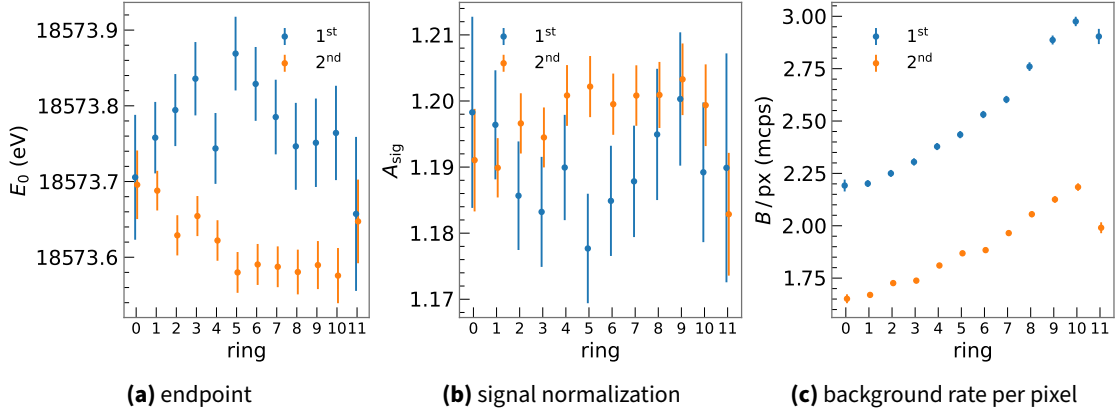 18573.9
18573.8
18573.7
18573.6
E₀ (eV)
1ˢᵗ
2ⁿᵈ
0 1 2 3 4 5 6 7 8 9 10 11
ring
(a) endpoint
1.21
1.20
1.19
1.18
1.17
A_sig
1ˢᵗ
2ⁿᵈ
0 1 2 3 4 5 6 7 8 9 10 11
ring
(b) signal normalization
3.00
2.75
2.50
2.25
2.00
1.75
B / px (mcps)
1ˢᵗ
2ⁿᵈ
0 1 2 3 4 5 6 7 8 9 10 11
ring
(c) background rate per pixel